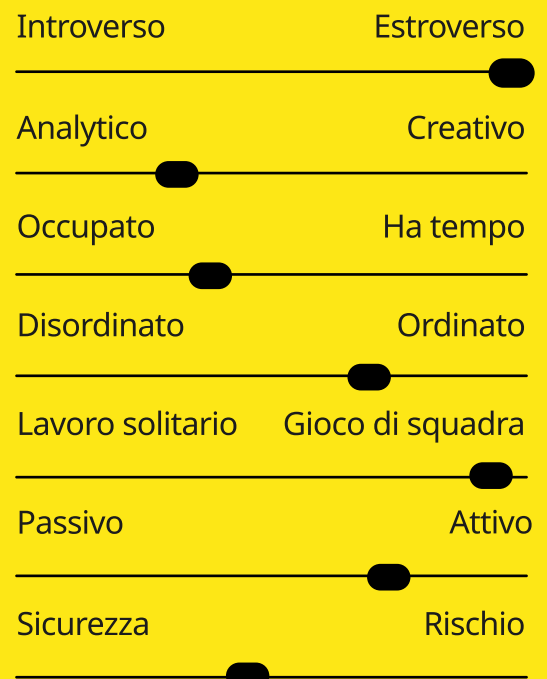 Introverso Estroverso
Analytico Creativo
Occupato Ha tempo
Disordinato Ordinato
Lavoro solitario Gioco di squadra
Passivo Attivo
Sicurezza Rischio